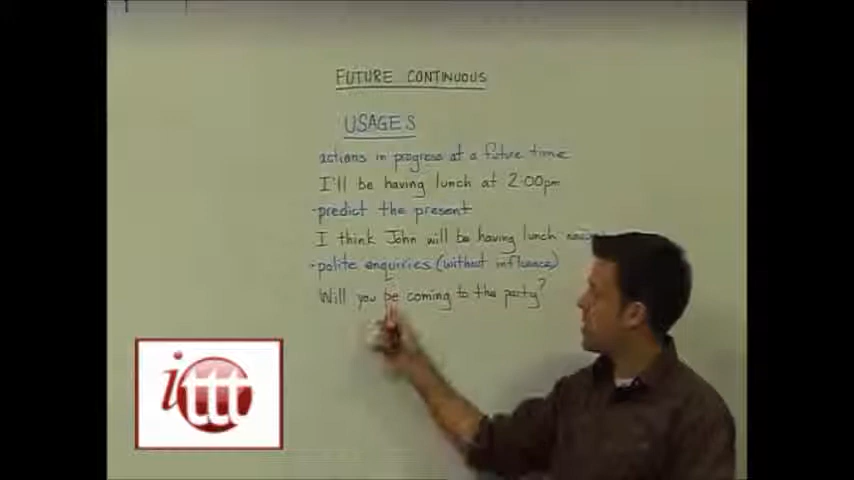 FUTURE CONTINUOUS
USAGES
actions in progress at a future time
I'll be having lunch at 2:00pm
-predict the present
I think John will be having lunch
-polite enquiries (without influence)
Will you be coming to the party?
ittt